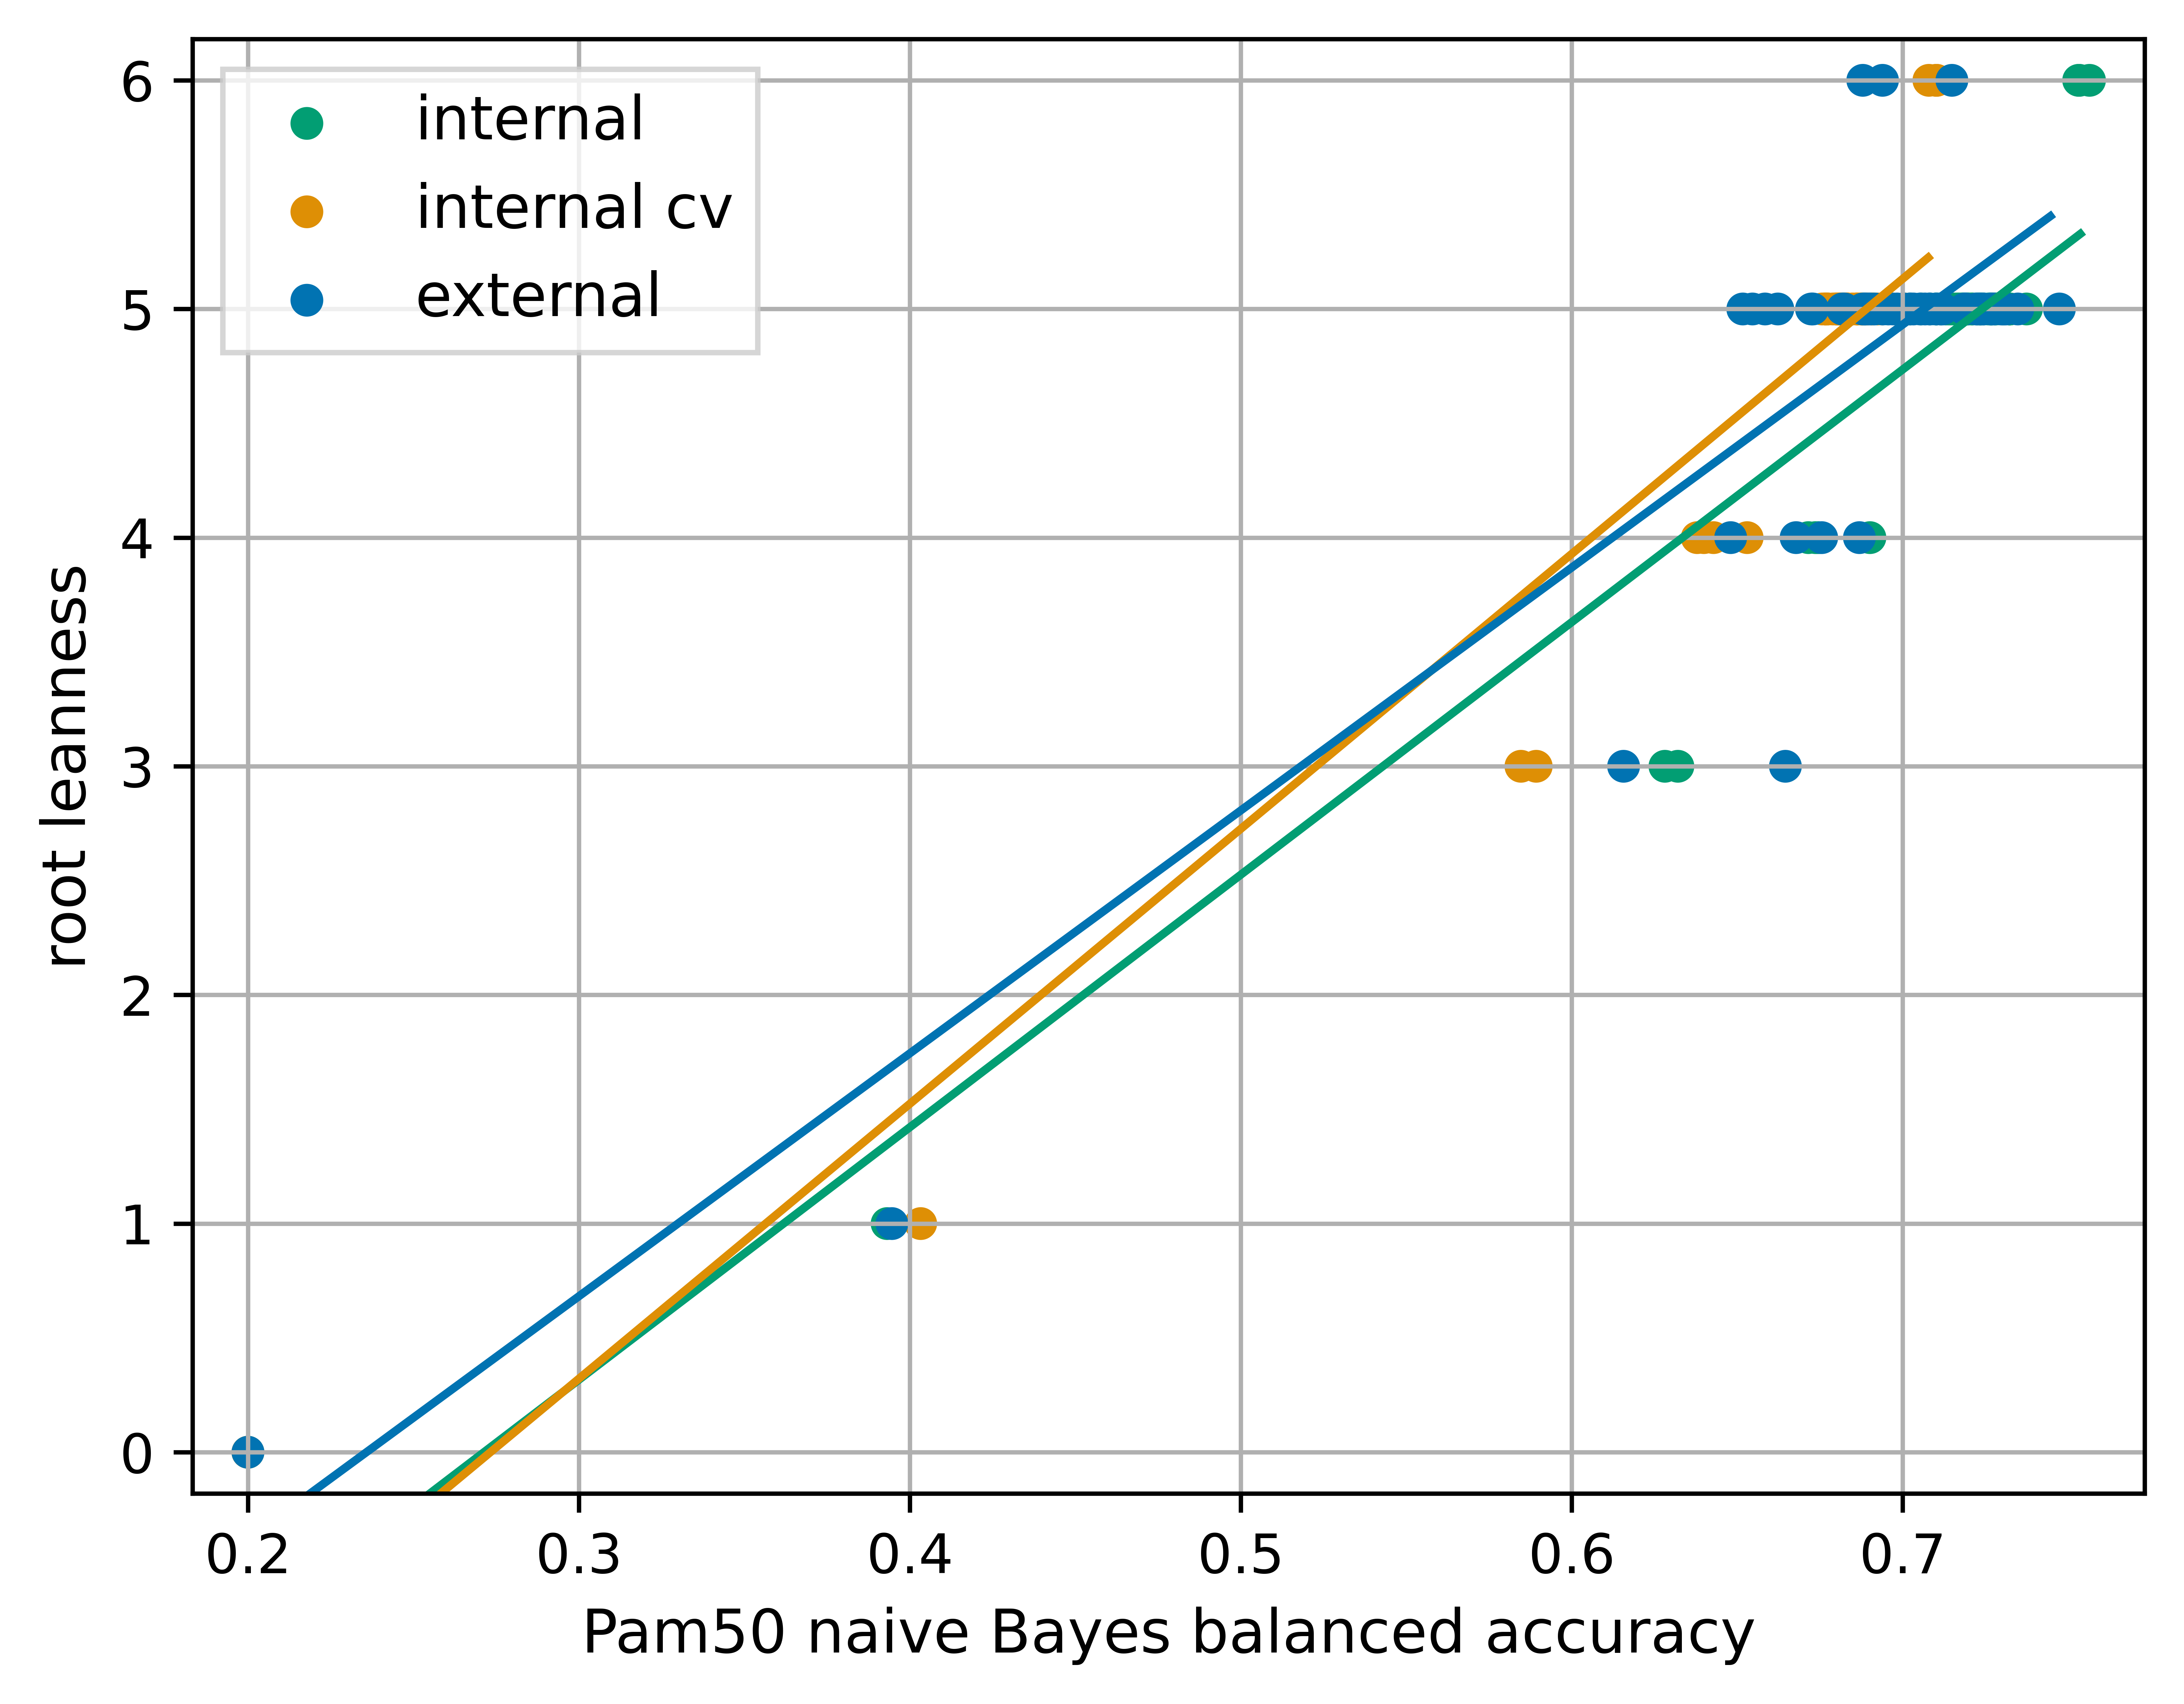 internal
internal cv
external
root leanness
6
5
4
3
2
1
0
0.2 0.3 0.4 0.5 0.6 0.7
Pam50 naive Bayes balanced accuracy